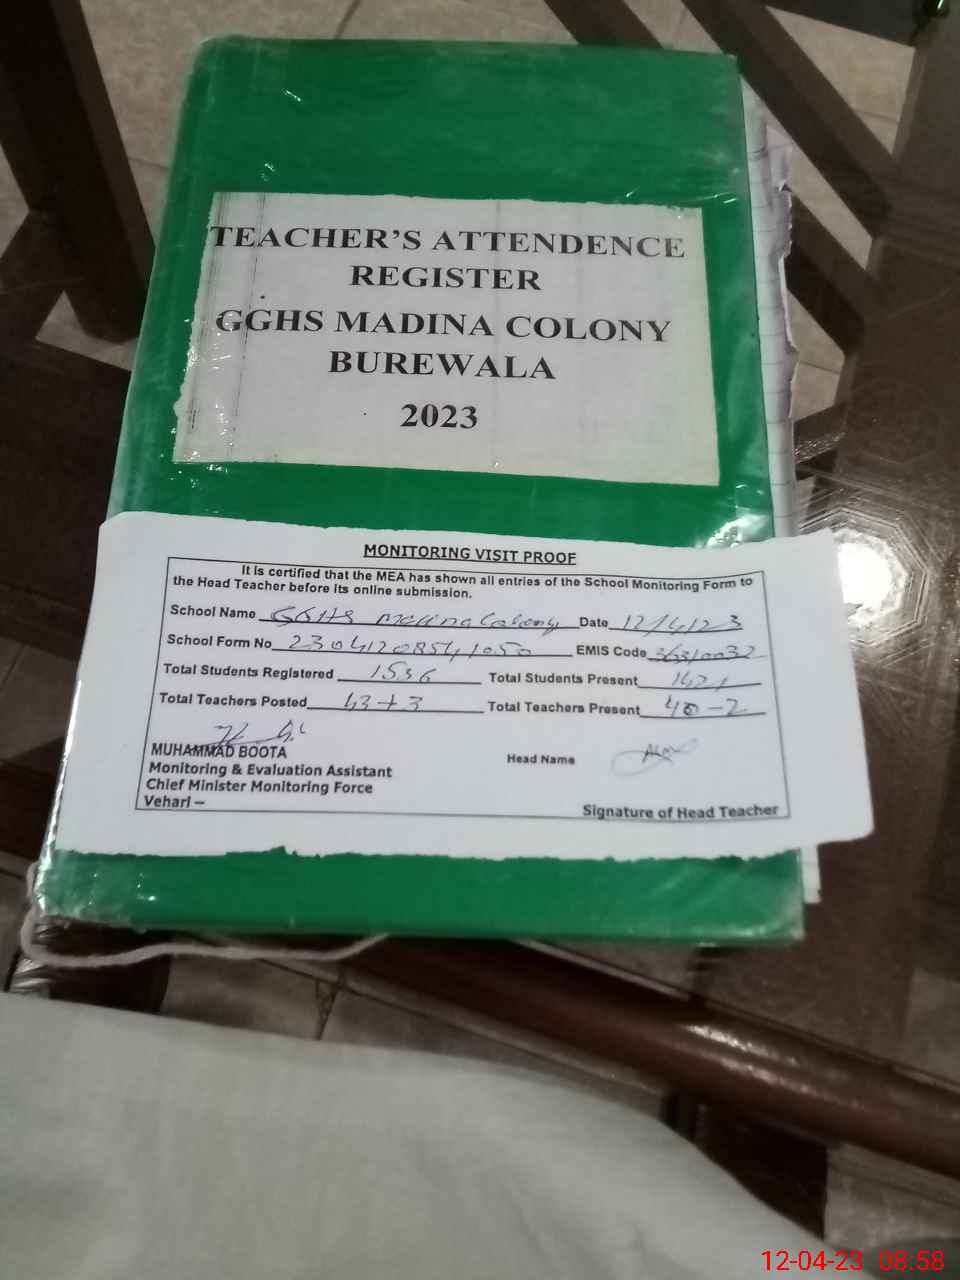 TEACHER'S ATTENDENCE
REGISTER
GGHS MADINA COLONY
BUREWALA
2023
MONITORING VISIT PROOF
It is certified that the MEA has shown all entries of the School Monitoring Form to
the Head Teacher before its online submission.
School Name GGHS Madina Colony Date 12/4/23
School Form No EMIS Code
Total Students Registered 1536 Total Students Present 1421
Total Teachers Posted 43+3 Total Teachers Present 40-2
MUHAMMAD BOOTA
Monitoring & Evaluation Assistant
Chief Minister Monitoring Force
Vehari –
Head Name
Signature of Head Teacher
12-04-23 08:58